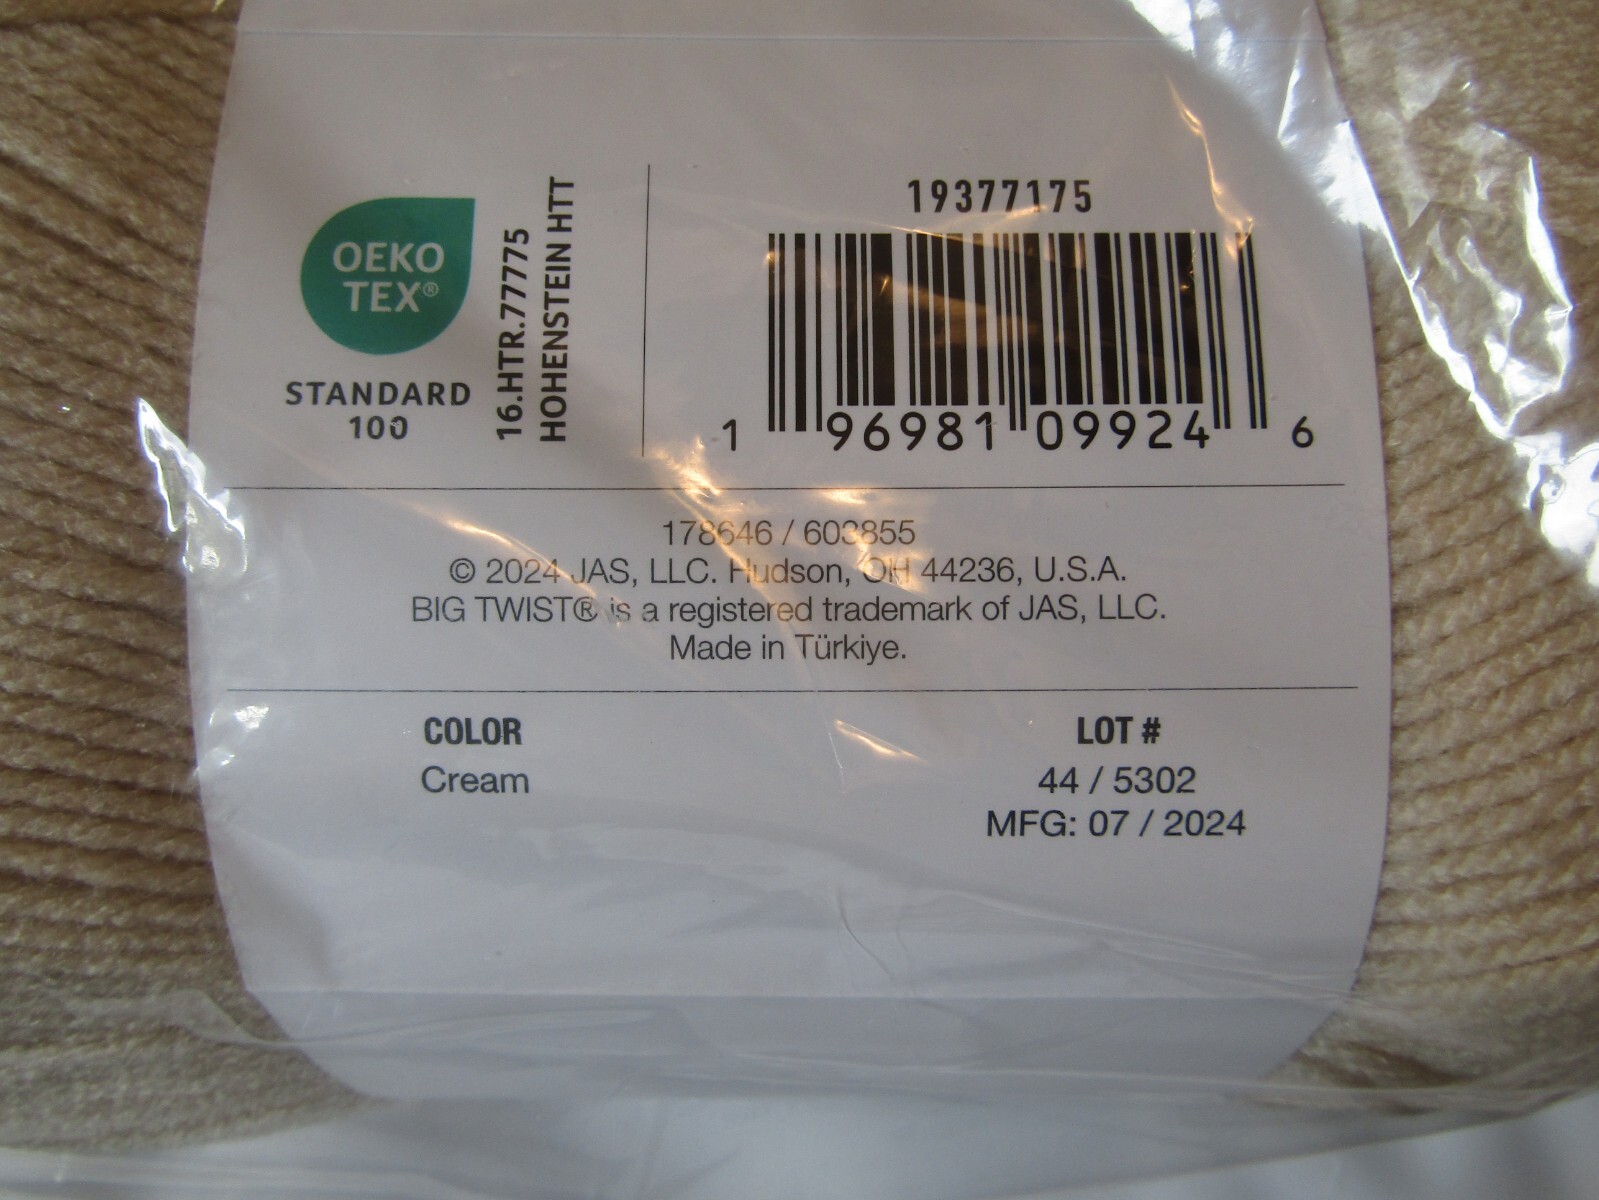 OEKO
TEX®
STANDARD
100
16.HTR.77775
HOHENSTEIN HTT
19377175
1 96981 09924 6
178646 / 603855
© 2024 JAS, LLC. Hudson, OH 44236, U.S.A.
BIG TWIST® is a registered trademark of JAS, LLC.
Made in Türkiye.
COLOR
Cream
LOT #
44 / 5302
MFG: 07 / 2024